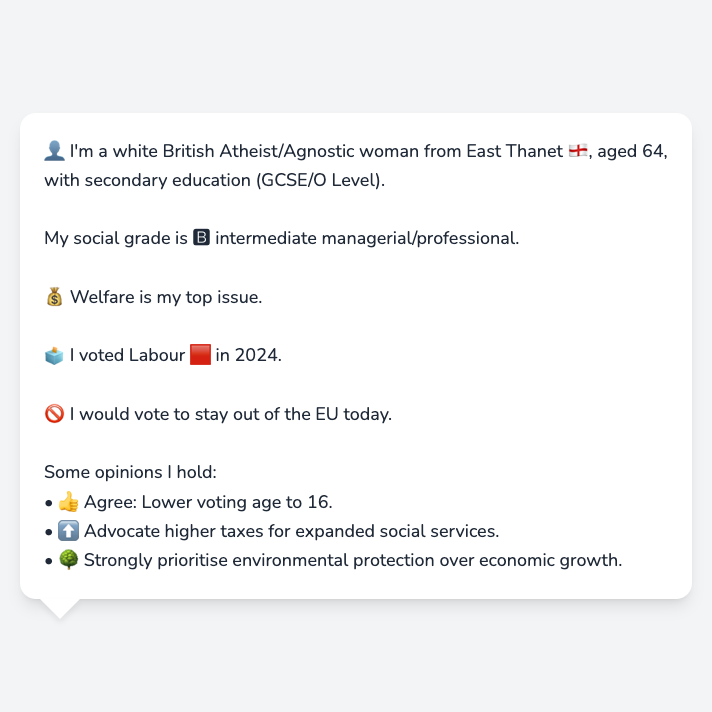 👤 I'm a white British Atheist/Agnostic woman from East Thanet 🏴󠁧󠁢󠁥󠁮󠁧󠁿, aged 64,
with secondary education (GCSE/O Level).
My social grade is 🅱 intermediate managerial/professional.
💰 Welfare is my top issue.
🗳️ I voted Labour 🟥 in 2024.
🚫 I would vote to stay out of the EU today.
Some opinions I hold:
• 👍 Agree: Lower voting age to 16.
• ⬆️ Advocate higher taxes for expanded social services.
• 🌳 Strongly prioritise environmental protection over economic growth.